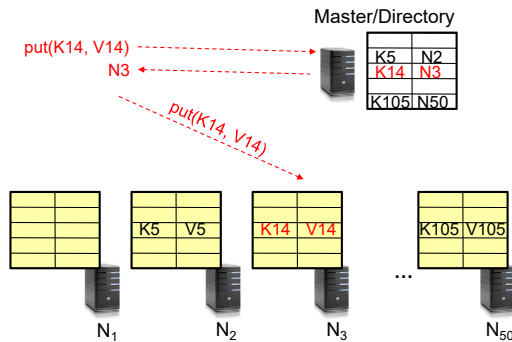 Master/Directory
put(K14, V14)
N3
K5 N2
K14 N3
K105 N50
put(K14, V14)
K5 V5
K14 V14
K105 V105
...
N1 N2 N3 N50